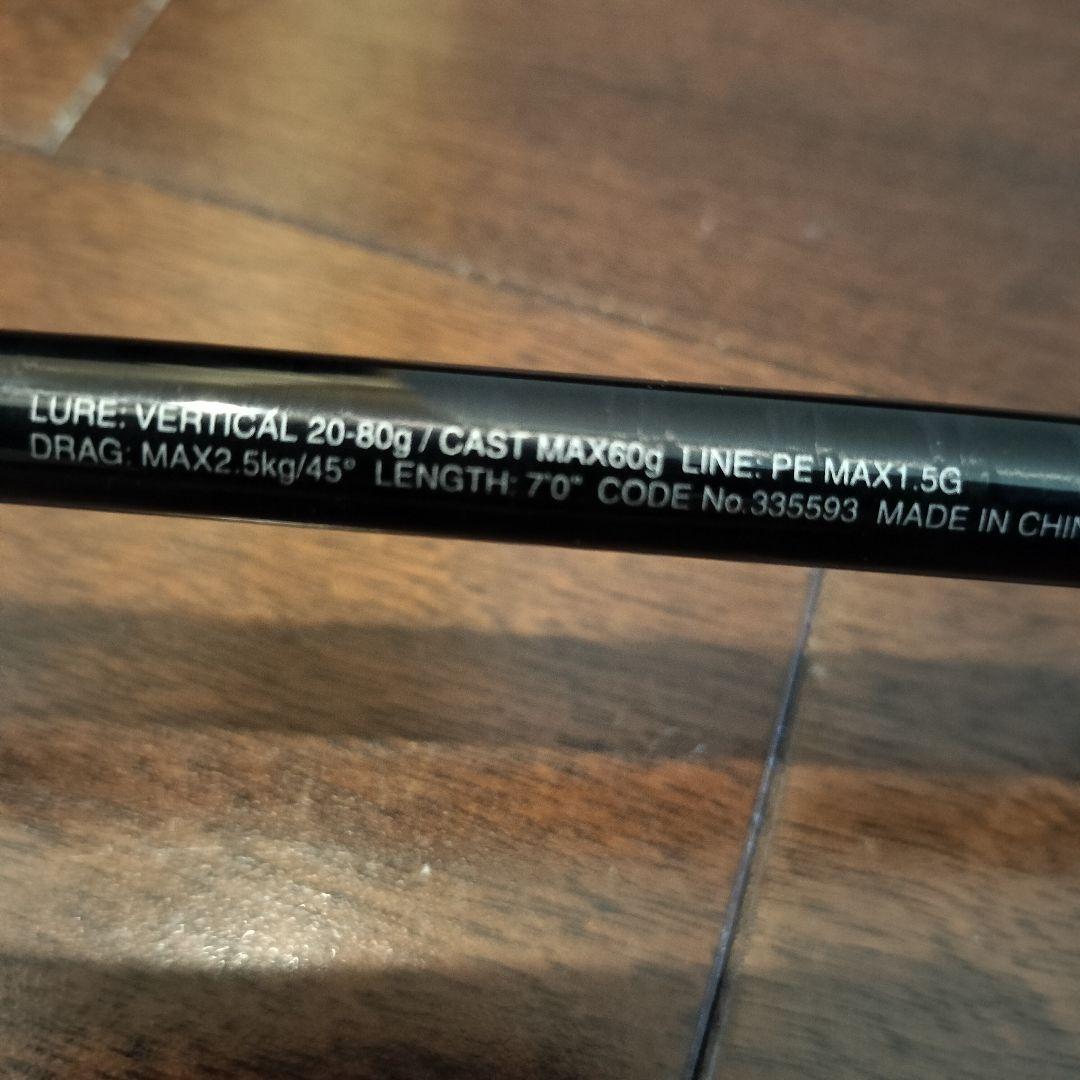 LURE: VERTICAL 20-80g / CAST MAX60g LINE: PE MAX1.5G
DRAG: MAX2.5kg/45° LENGTH: 7'0" CODE No.335593 MADE IN CHIN